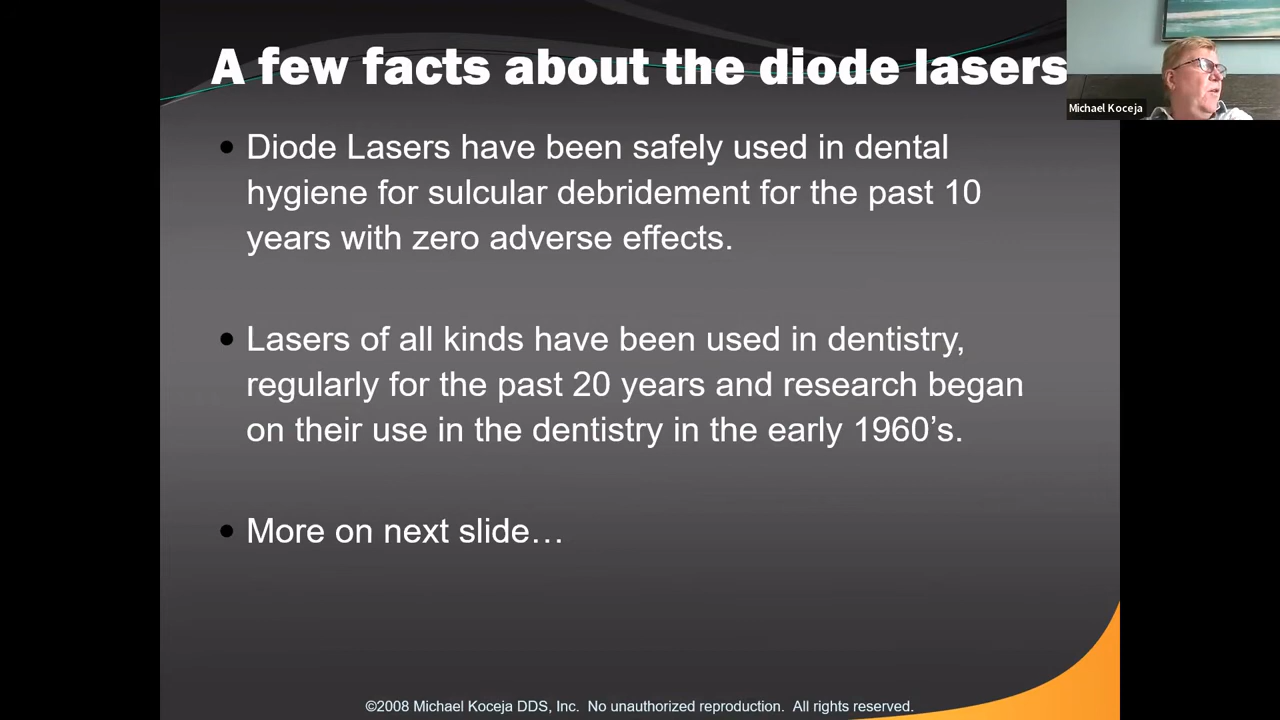 A few facts about the diode lasers
Michael Koceja
• Diode Lasers have been safely used in dental
hygiene for sulcular debridement for the past 10
years with zero adverse effects.
• Lasers of all kinds have been used in dentistry,
regularly for the past 20 years and research began
on their use in the dentistry in the early 1960’s.
• More on next slide…
©2008 Michael Koceja DDS, Inc.  No unauthorized reproduction.  All rights reserved.